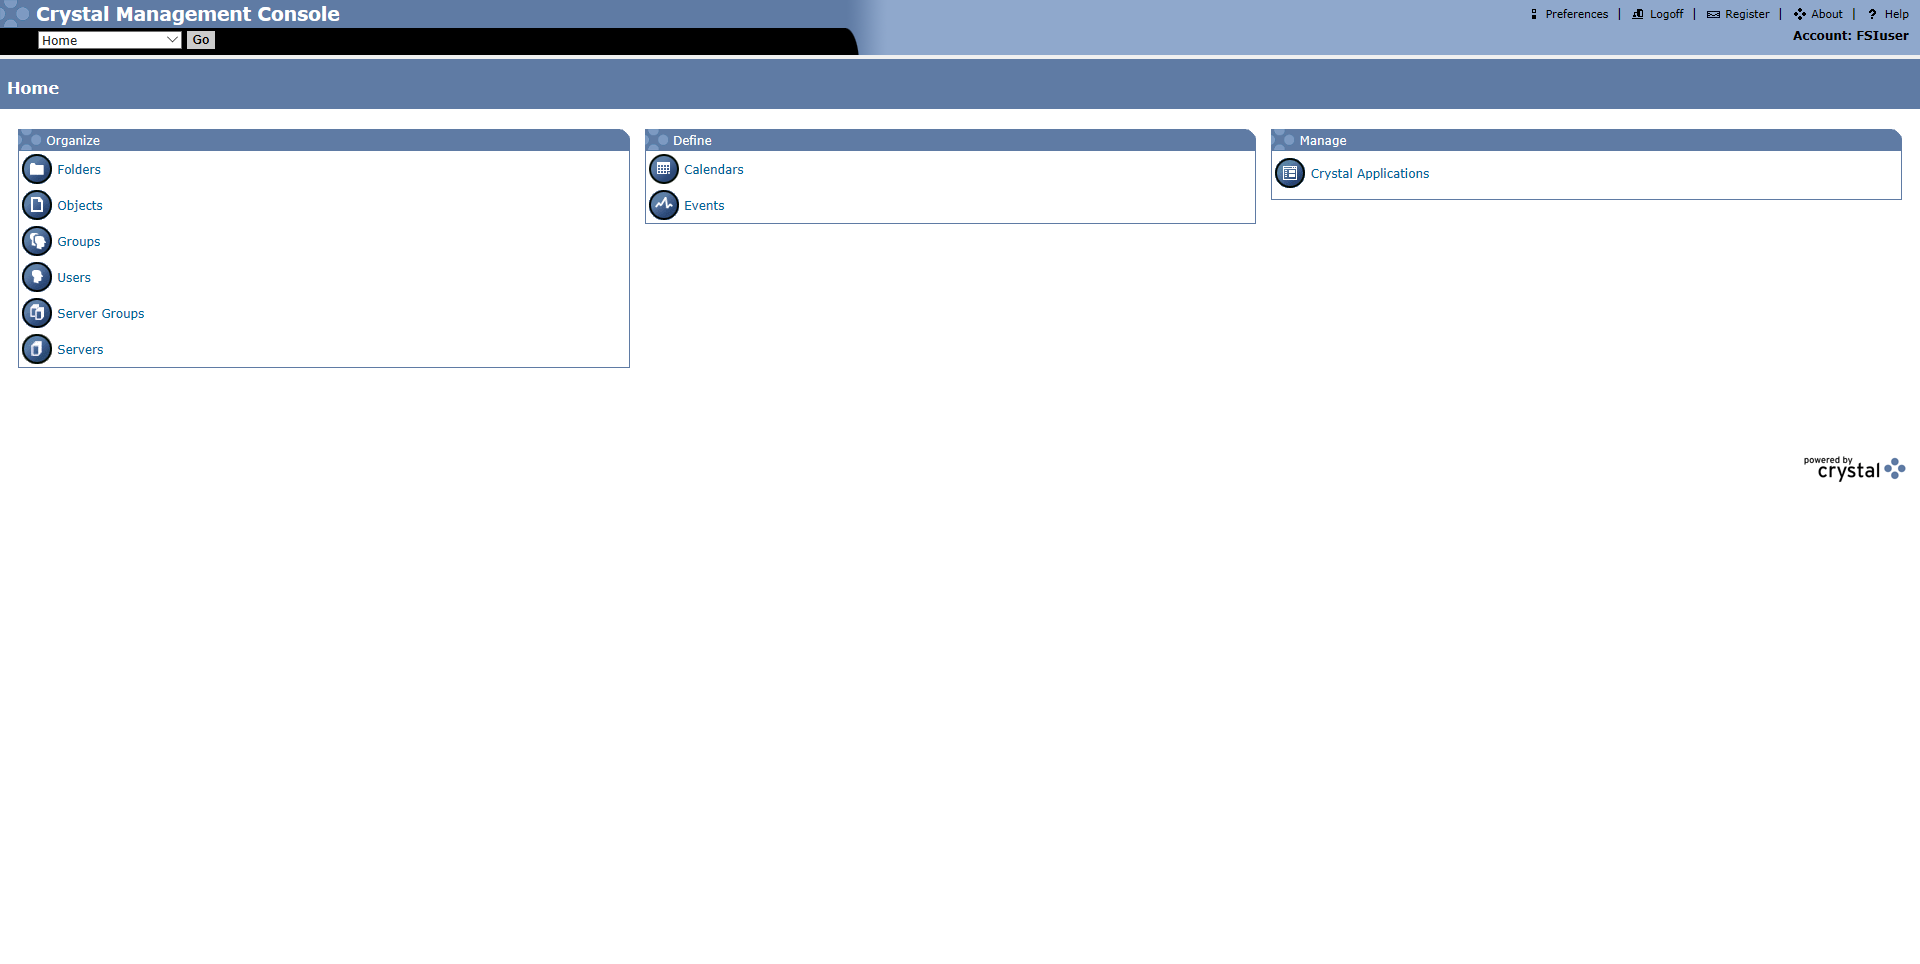 Crystal Management Console
Preferences | Logoff | Register | About | ? Help
Home Go
Account: FSIuser
Home
Organize
Folders
Objects
Groups
Users
Server Groups
Servers
Define
Calendars
Events
Manage
Crystal Applications
powered by
crystal